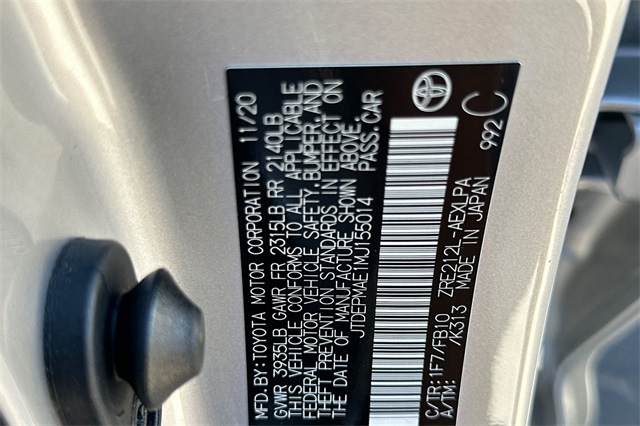 MFD.BY:TOYOTA MOTOR CORPORATION 11/20
GVWR 3935LB GAWR FR 2315LB RR 2140LB
THIS VEHICLE CONFORMS TO ALL APPLICABLE
FEDERAL MOTOR VEHICLE SAFETY, BUMPER, AND
THEFT PREVENTION STANDARDS IN EFFECT ON
THE DATE OF MANUFACTURE SHOWN ABOVE.
JTDEPMAE1MJ155014 PASS.CAR
C/TR:1F7/FB10 ZRE212L-AEXLPA 992 C
A/TM: /K313 MADE IN JAPAN